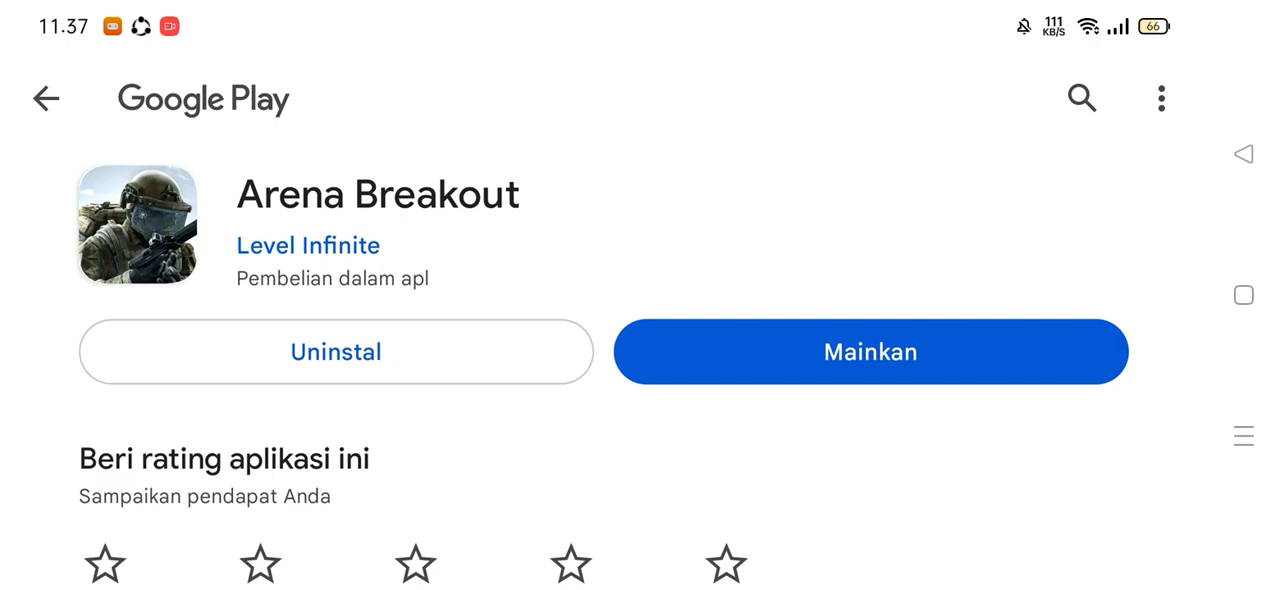 11.37
111
KB/S
66
Google Play
Arena Breakout
Level Infinite
Pembelian dalam apl
Uninstal
Mainkan
Beri rating aplikasi ini
Sampaikan pendapat Anda